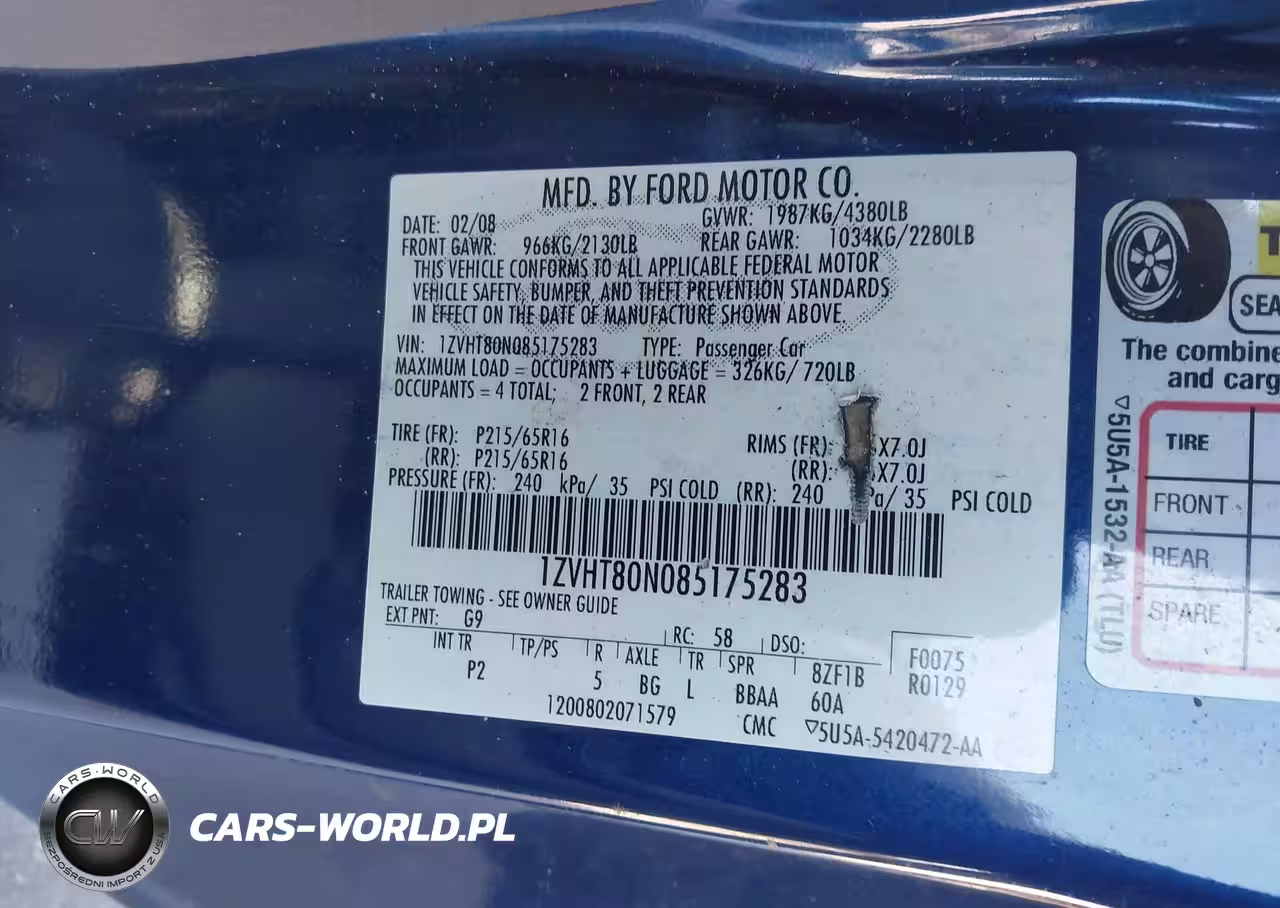 MFD. BY FORD MOTOR CO.
DATE: 02/08 GVWR: 1987KG/4380LB
FRONT GAWR: 966KG/2130LB REAR GAWR: 1034KG/2280LB
THIS VEHICLE CONFORMS TO ALL APPLICABLE FEDERAL MOTOR
VEHICLE SAFETY, BUMPER, AND THEFT PREVENTION STANDARDS
IN EFFECT ON THE DATE OF MANUFACTURE SHOWN ABOVE.
VIN: 1ZVHT80N085175283 TYPE: Passenger Car
MAXIMUM LOAD = OCCUPANTS + LUGGAGE = 326KG/ 720LB
OCCUPANTS = 4 TOTAL; 2 FRONT, 2 REAR
TIRE (FR): P215/65R16 RIMS (FR): X7.0J
(RR): P215/65R16 (RR): X7.0J
PRESSURE (FR): 240 kPa/ 35 PSI COLD (RR): 240 a/ 35 PSI COLD
1ZVHT80N085175283
TRAILER TOWING - SEE OWNER GUIDE
EXT PNT: G9 RC: 58 DSO:
INT TR TP/PS R AXLE TR SPR 8ZF1B F0075
P2 5 BG L BBAA 60A R0129
1200802071579 CMC ▽5U5A-5420472-AA
SEA
The combine
and carg
TIRE
FRONT
REAR
SPARE
▽5U5A-1532-AA (TLU)
CARS-WORLD
CW
BEZPOŚREDNI IMPORT Z USA
CARS-WORLD.PL